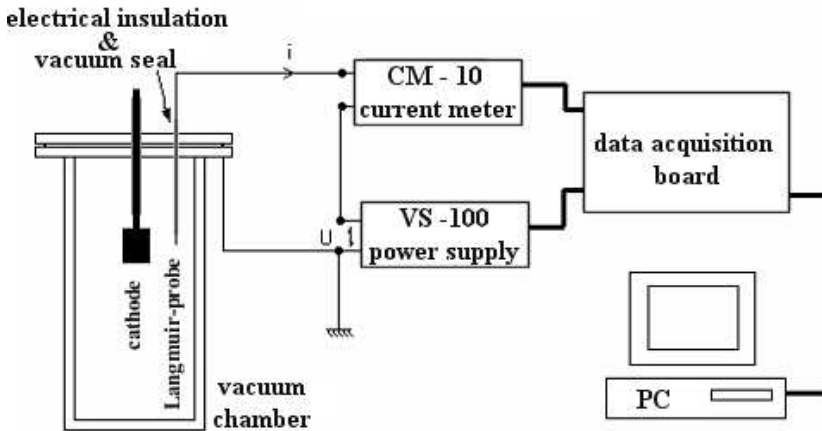 electrical insulation
&
vacuum seal
i
CM - 10
current meter
data acquisition
board
U
VS -100
power supply
cathode
Langmuir-probe
vacuum
chamber
PC